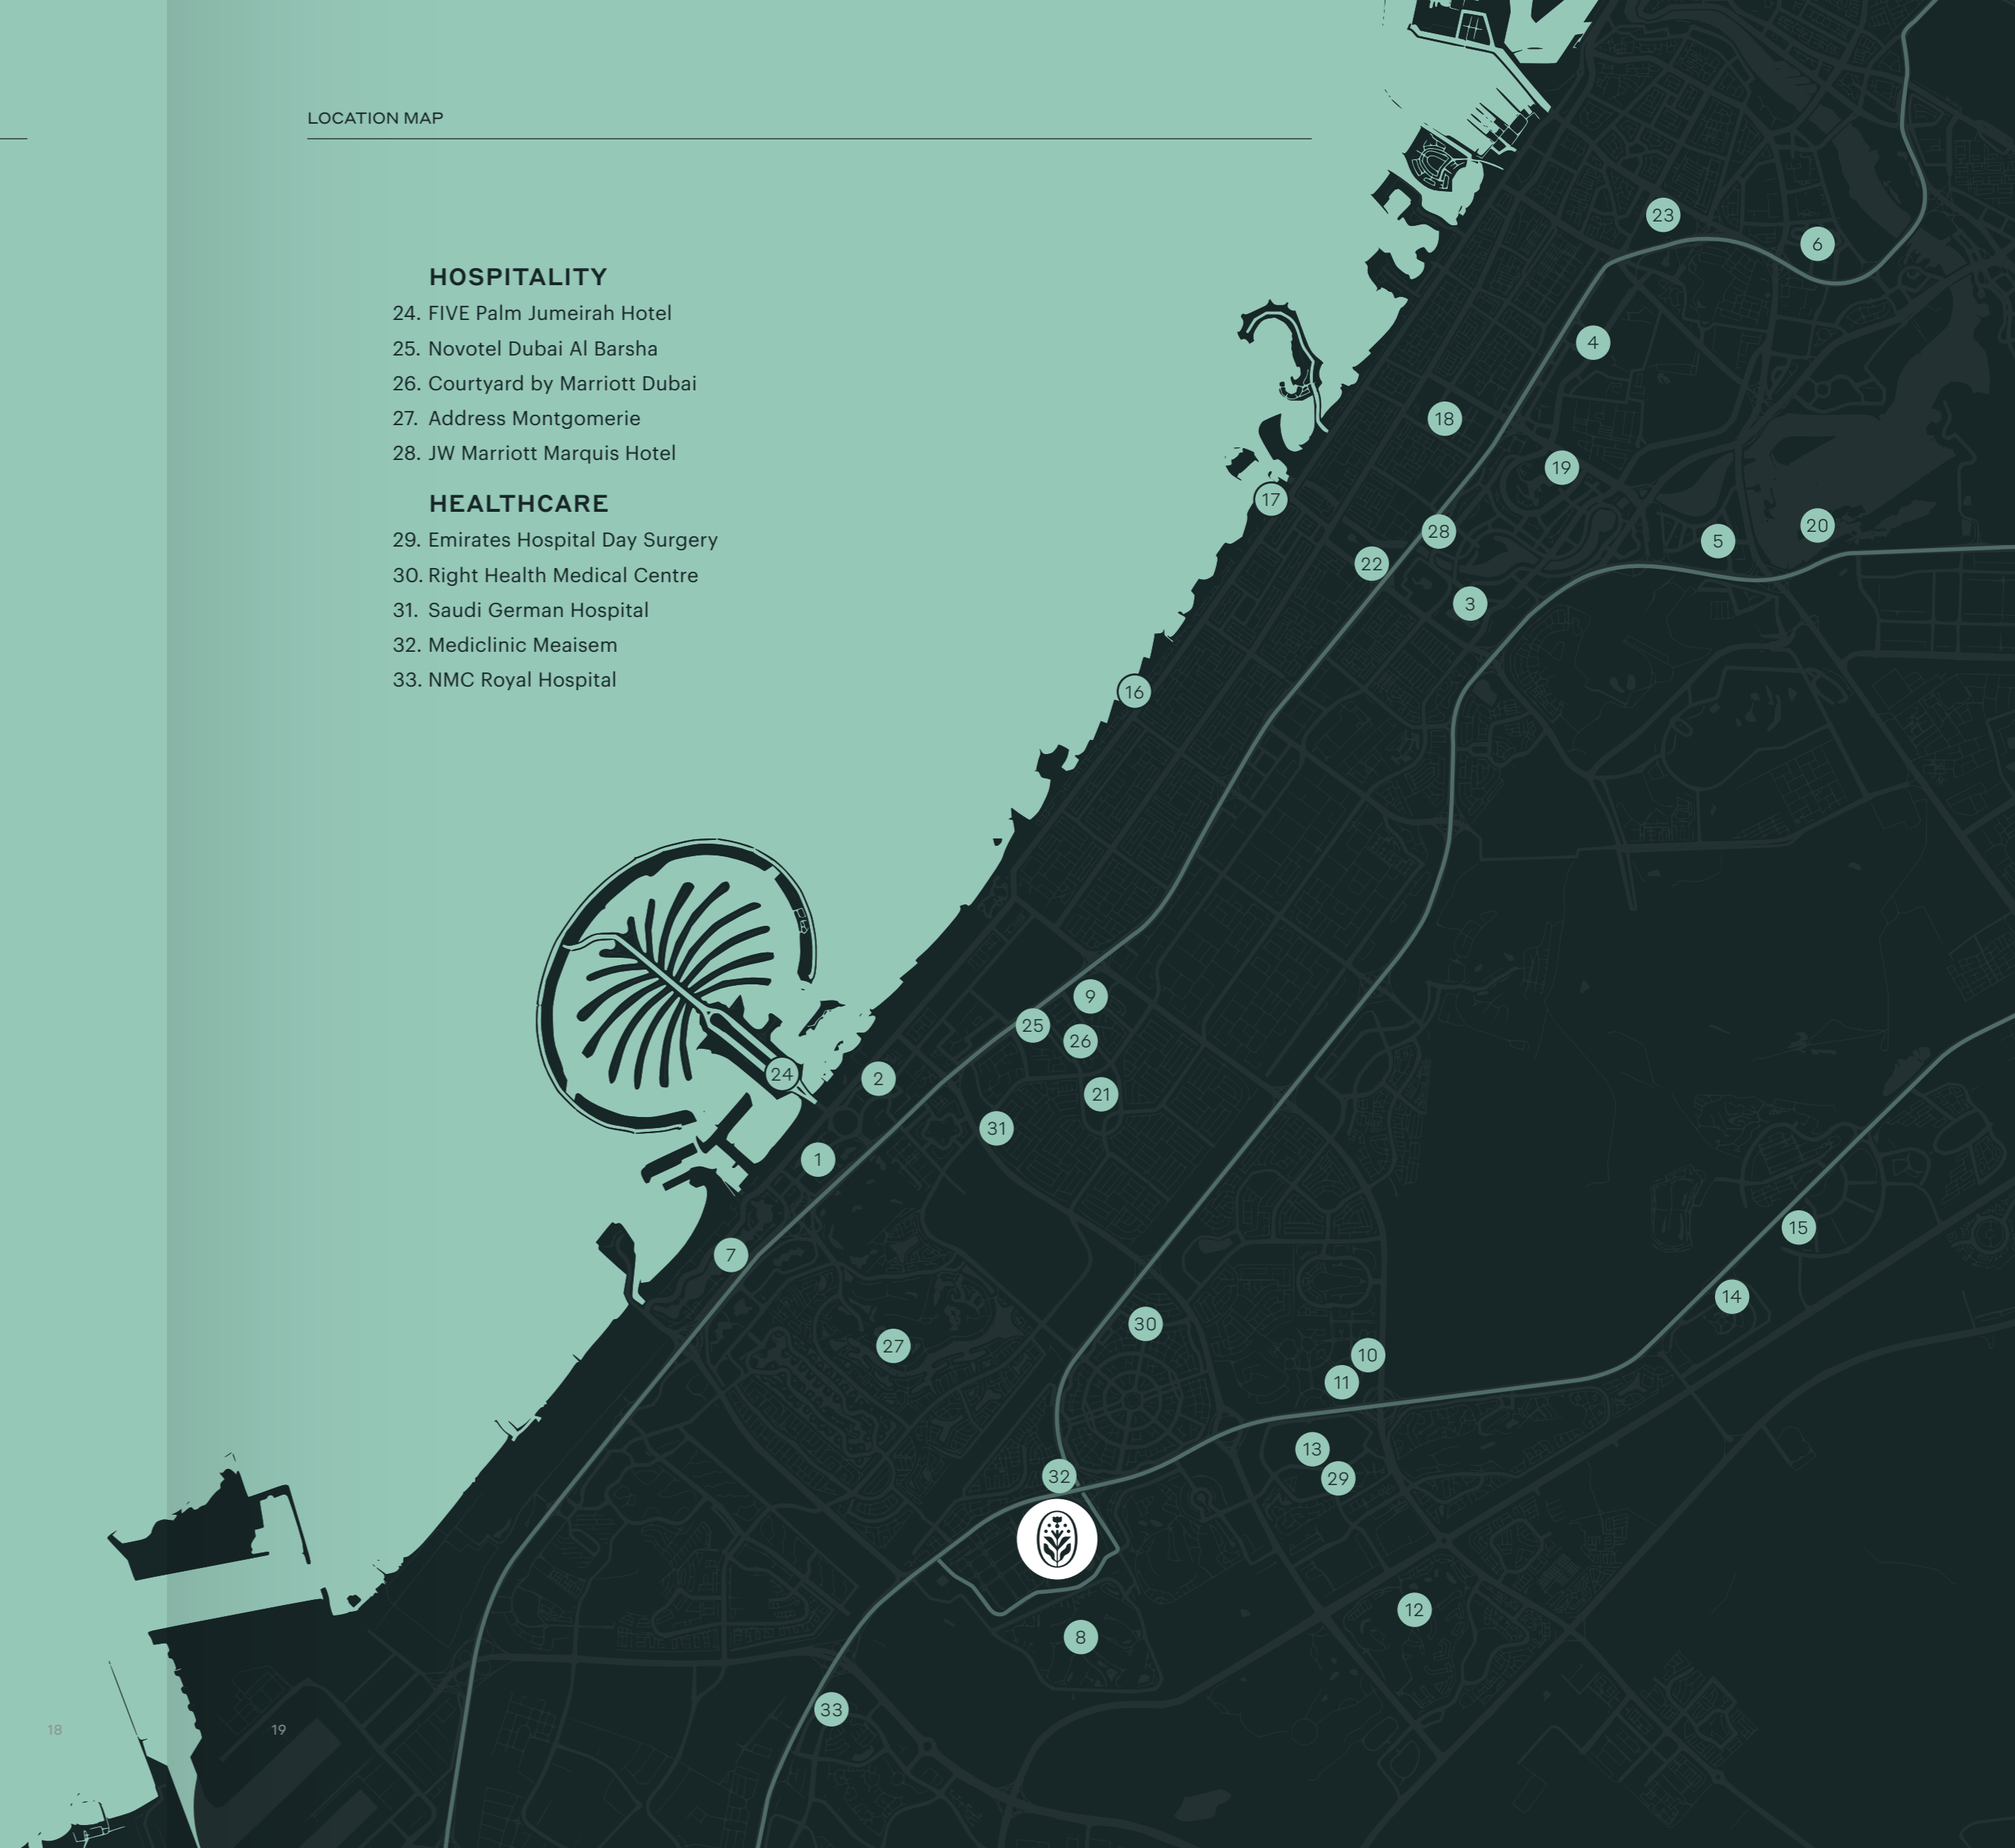 LOCATION MAP
HOSPITALITY
24. FIVE Palm Jumeirah Hotel
25. Novotel Dubai Al Barsha
26. Courtyard by Marriott Dubai
27. Address Montgomerie
28. JW Marriott Marquis Hotel
HEALTHCARE
29. Emirates Hospital Day Surgery
30. Right Health Medical Centre
31. Saudi German Hospital
32. Mediclinic Meaisem
33. NMC Royal Hospital
23
6
4
18
19
17
20
28
5
22
3
16
9
25
26
24
2
21
31
1
15
7
14
30
27
10
11
13
32
29
12
8
33
18
19